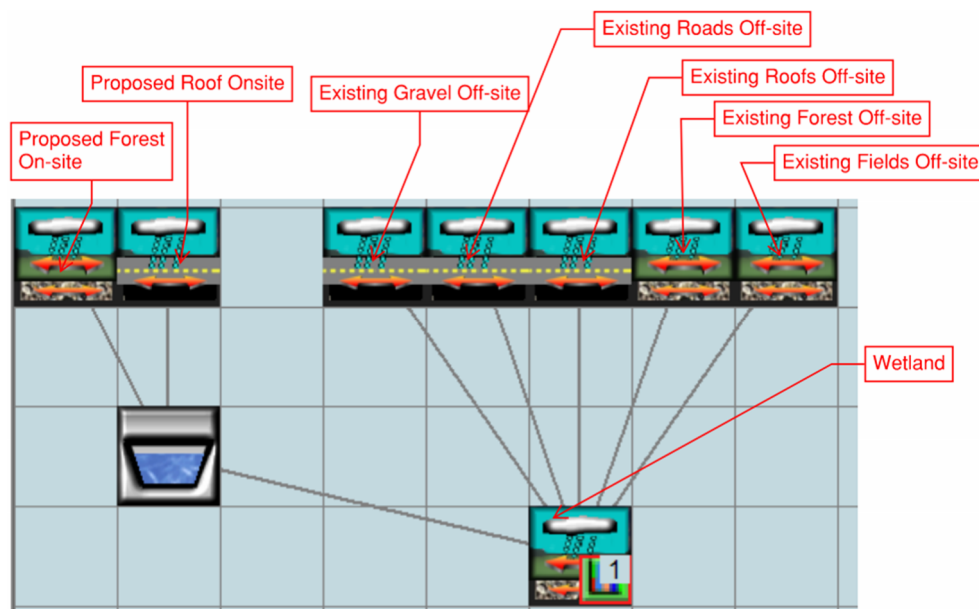 Existing Roads Off-site
Proposed Roof Onsite
Existing Gravel Off-site
Existing Roofs Off-site
Existing Forest Off-site
Proposed Forest
On-site
Existing Fields Off-site
Wetland
1